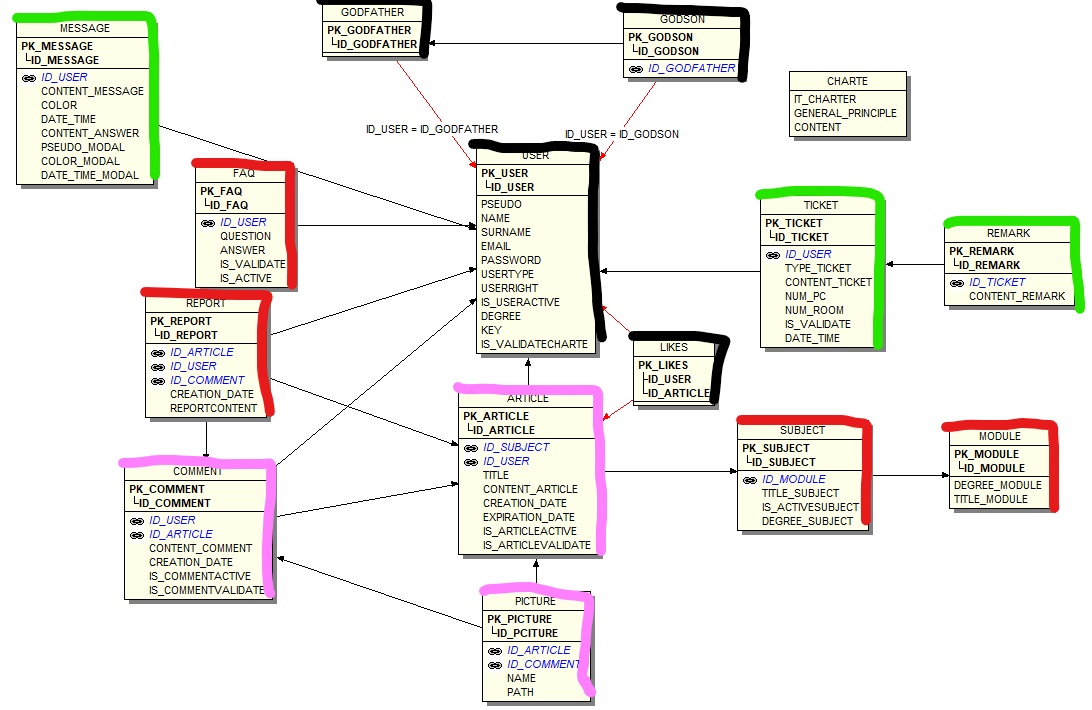 MESSAGE
PK_MESSAGE
ID_MESSAGE
ID_USER
CONTENT_MESSAGE
COLOR
DATE_TIME
CONTENT_ANSWER
PSEUDO_MODAL
COLOR_MODAL
DATE_TIME_MODAL
GODFATHER
PK_GODFATHER
ID_GODFATHER
GODSON
PK_GODSON
ID_GODSON
ID_GODFATHER
CHARTE
IT_CHARTER
GENERAL_PRINCIPLE
CONTENT
ID_USER = ID_GODFATHER
ID_USER = ID_GODSON
FAQ
PK_FAQ
ID_FAQ
ID_USER
QUESTION
ANSWER
IS_VALIDATE
IS_ACTIVE
USER
PK_USER
ID_USER
PSEUDO
NAME
SURNAME
EMAIL
PASSWORD
USERTYPE
USERRIGHT
IS_USERACTIVE
DEGREE
KEY
IS_VALIDATECHARTE
TICKET
PK_TICKET
ID_TICKET
ID_USER
TYPE_TICKET
CONTENT_TICKET
NUM_PC
NUM_ROOM
IS_VALIDATE
DATE_TIME
REMARK
PK_REMARK
ID_REMARK
ID_TICKET
CONTENT_REMARK
REPORT
PK_REPORT
ID_REPORT
ID_ARTICLE
ID_USER
ID_COMMENT
CREATION_DATE
REPORTCONTENT
LIKES
PK_LIKES
ID_USER
ID_ARTICLE
ARTICLE
PK_ARTICLE
ID_ARTICLE
ID_SUBJECT
ID_USER
TITLE
CONTENT_ARTICLE
CREATION_DATE
EXPIRATION_DATE
IS_ARTICLEACTIVE
IS_ARTICLEVALIDATE
SUBJECT
PK_SUBJECT
ID_SUBJECT
ID_MODULE
TITLE_SUBJECT
IS_ACTIVESUBJECT
DEGREE_SUBJECT
MODULE
PK_MODULE
ID_MODULE
DEGREE_MODULE
TITLE_MODULE
COMMENT
PK_COMMENT
ID_COMMENT
ID_USER
ID_ARTICLE
CONTENT_COMMENT
CREATION_DATE
IS_COMMENTACTIVE
IS_COMMENTVALIDATE
PICTURE
PK_PICTURE
ID_PCITURE
ID_ARTICLE
ID_COMMENT
NAME
PATH